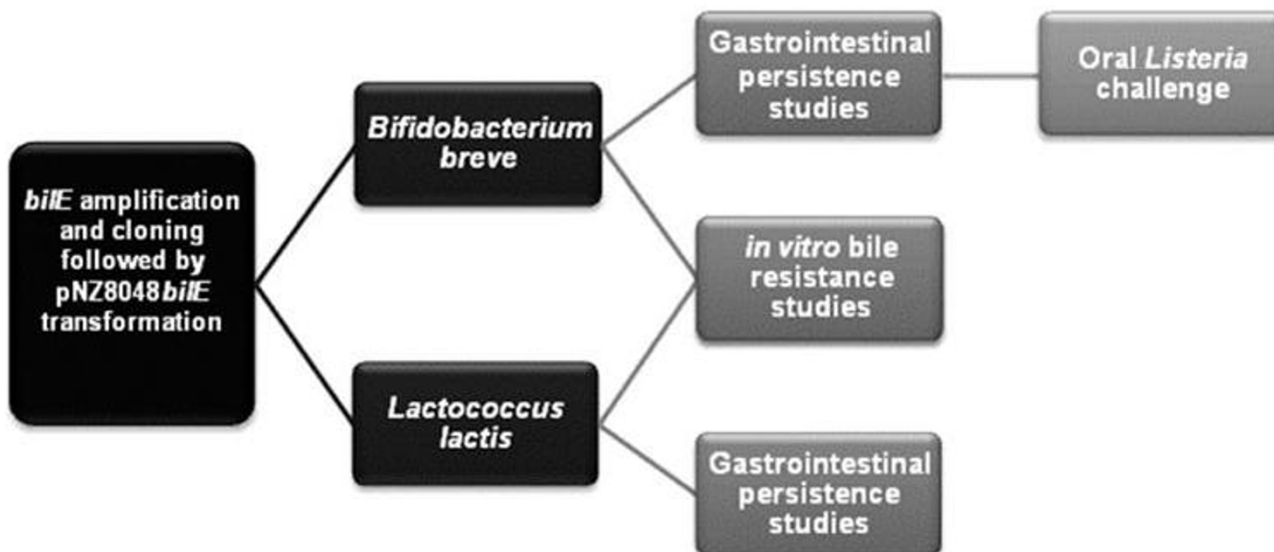 bilE amplification
and cloning
followed by
pNZ8048bilE
transformation
Bifidobacterium
breve
Lactococcus
lactis
Gastrointestinal
persistence
studies
in vitro bile
resistance
studies
Gastrointestinal
persistence
studies
Oral Listeria
challenge